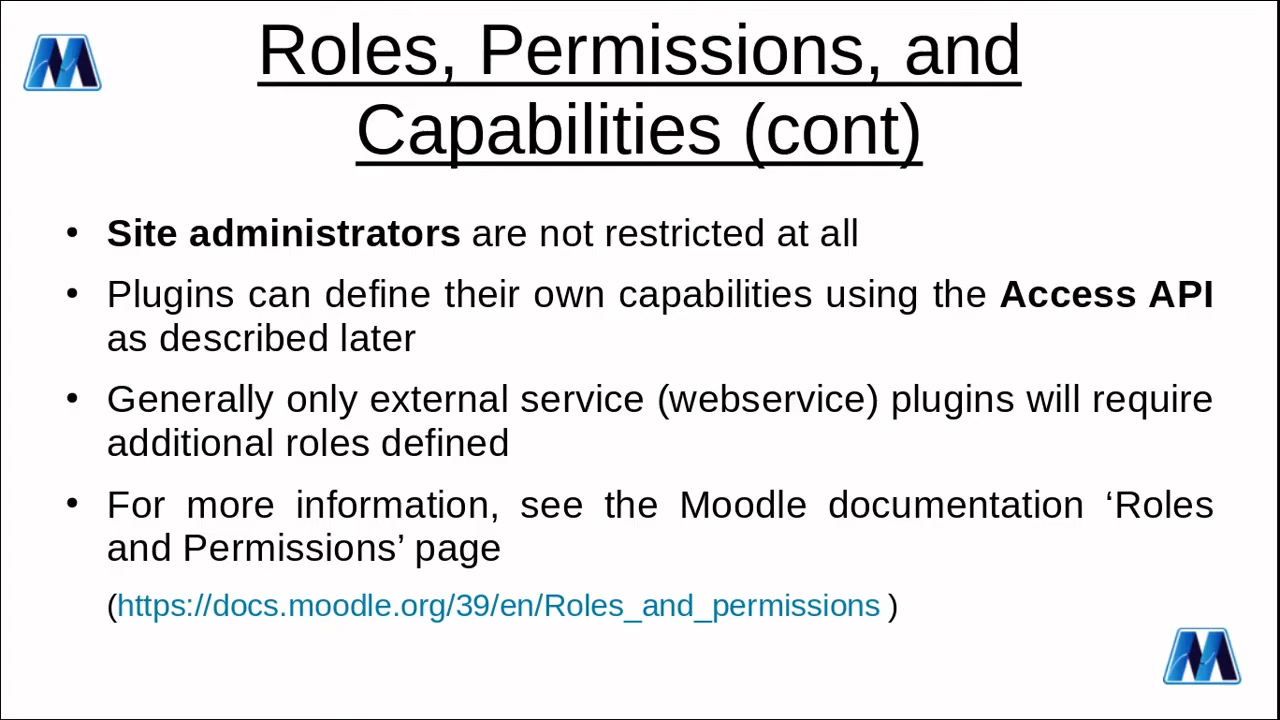 Roles, Permissions, and
Capabilities (cont)
• Site administrators are not restricted at all
• Plugins can define their own capabilities using the Access API
as described later
• Generally only external service (webservice) plugins will require
additional roles defined
• For more information, see the Moodle documentation ‘Roles
and Permissions’ page
(https://docs.moodle.org/39/en/Roles_and_permissions )